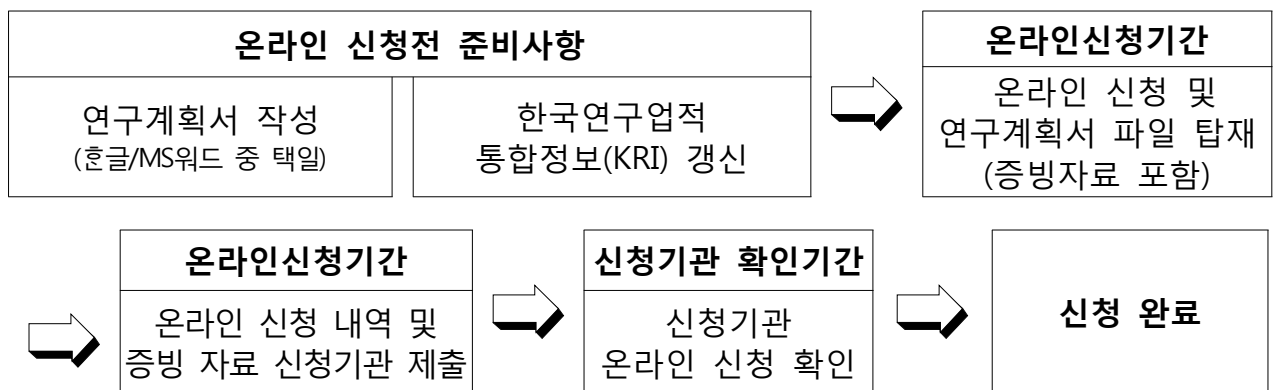 온라인 신청전 준비사항
연구계획서 작성
(ᄒᆞᆫ글/MS워드 중 택일)
한국연구업적
통합정보(KRI) 갱신
온라인신청기간
온라인 신청 및
연구계획서 파일 탑재
(증빙자료 포함)
온라인신청기간
온라인 신청 내역 및
증빙 자료 신청기관 제출
신청기관 확인기간
신청기관
온라인 신청 확인
신청 완료